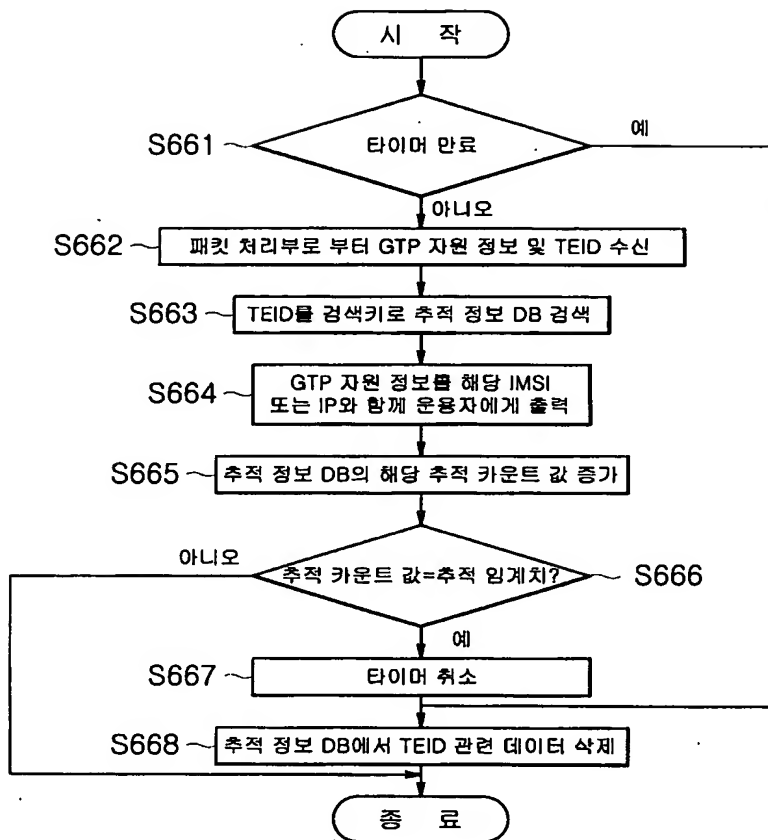 시 작
S661
타이머 만료
예
아니오
S662
패킷 처리부로 부터 GTP 자원 정보 및 TEID 수신
S663
TEID를 검색키로 추적 정보 DB 검색
S664
GTP 자원 정보를 해당 IMSI
또는 IP와 함께 운용자에게 출력
S665
추적 정보 DB의 해당 추적 카운트 값 증가
아니오
추적 카운트 값=추적 임계치?
S666
예
S667
타이머 취소
S668
추적 정보 DB에서 TEID 관련 데이터 삭제
종 료